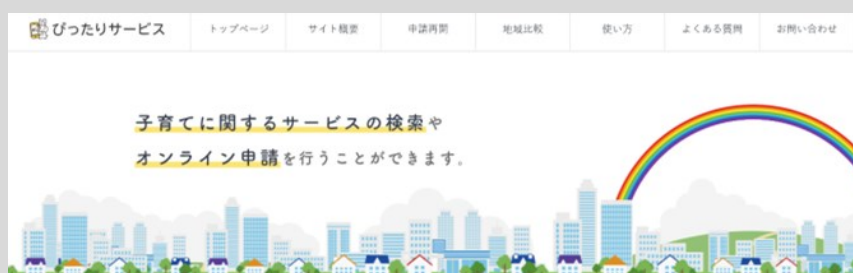 ぴったりサービス
トップページ
サイト概要
申請再開
地域比較
使い方
よくある質問
お問い合わせ
子育てに関するサービスの検索や
オンライン申請を行うことができます。